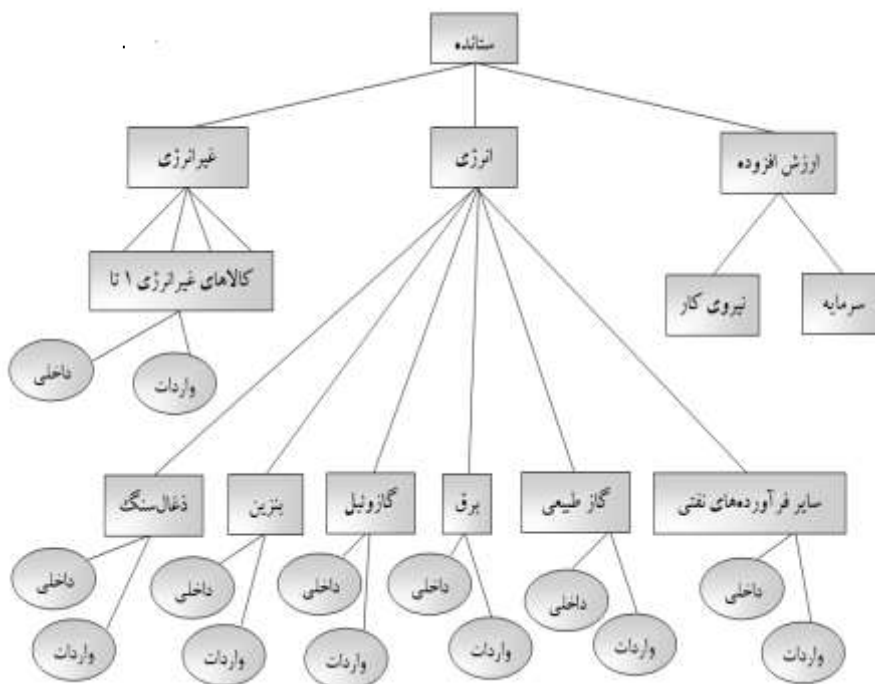 ستانده
ارزش افزوده
انرژی
غیرانرژی
سرمایه
نیروی کار
کالاهای غیرانرژی ۱ تا
واردات
داخلی
سایر فرآورده‌های نفتی
گاز طبیعی
برق
گازوئیل
بنزین
ذغال‌سنگ
داخلی
واردات
داخلی
واردات
داخلی
واردات
داخلی
واردات
داخلی
واردات
داخلی
واردات